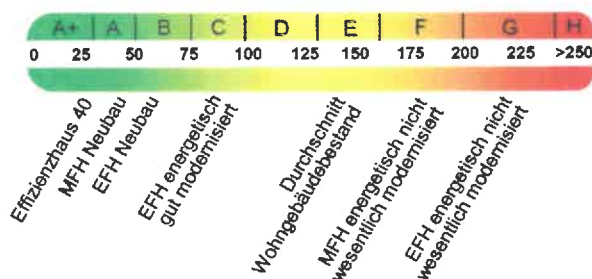 A+ A B C D E F G H
0 25 50 75 100 125 150 175 200 225 >250
Effizienzhaus 40
MFH Neubau
EFH Neubau
EFH energetisch
gut modernisiert
Durchschnitt
Wohngebäudebestand
MFH energetisch nicht
wesentlich modernisiert
EFH energetisch nicht
wesentlich modernisiert